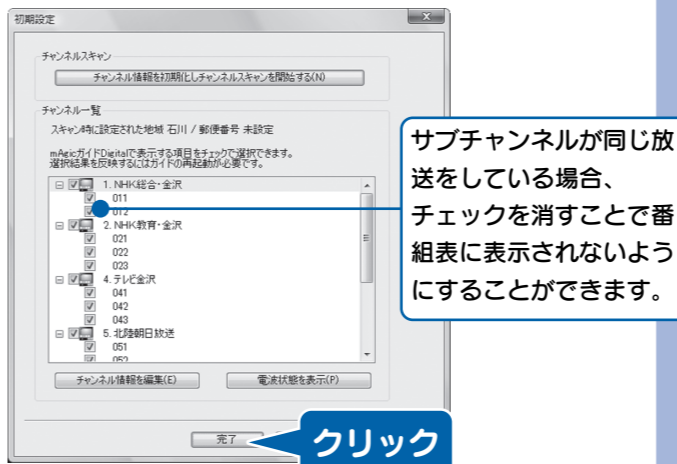 初期設定
チャンネルスキャン
チャンネル情報を初期化しチャンネルスキャンを開始する(N)
チャンネル一覧
スキャン時に設定された地域 石川 / 郵便番号 未設定
mAgicガイドDigitalで表示する項目をチェックで選択できます。
選択結果を反映するにはガイドの再起動が必要です。
1. NHK総合・金沢
011
012
2. NHK教育・金沢
021
022
023
4. テレビ金沢
041
042
043
5. 北陸朝日放送
051
052
チャンネル情報を編集(E)
電波状態を表示(P)
完了
クリック
サブチャンネルが同じ放
送をしている場合、
チェックを消すことで番
組表に表示されないよう
にすることができます。